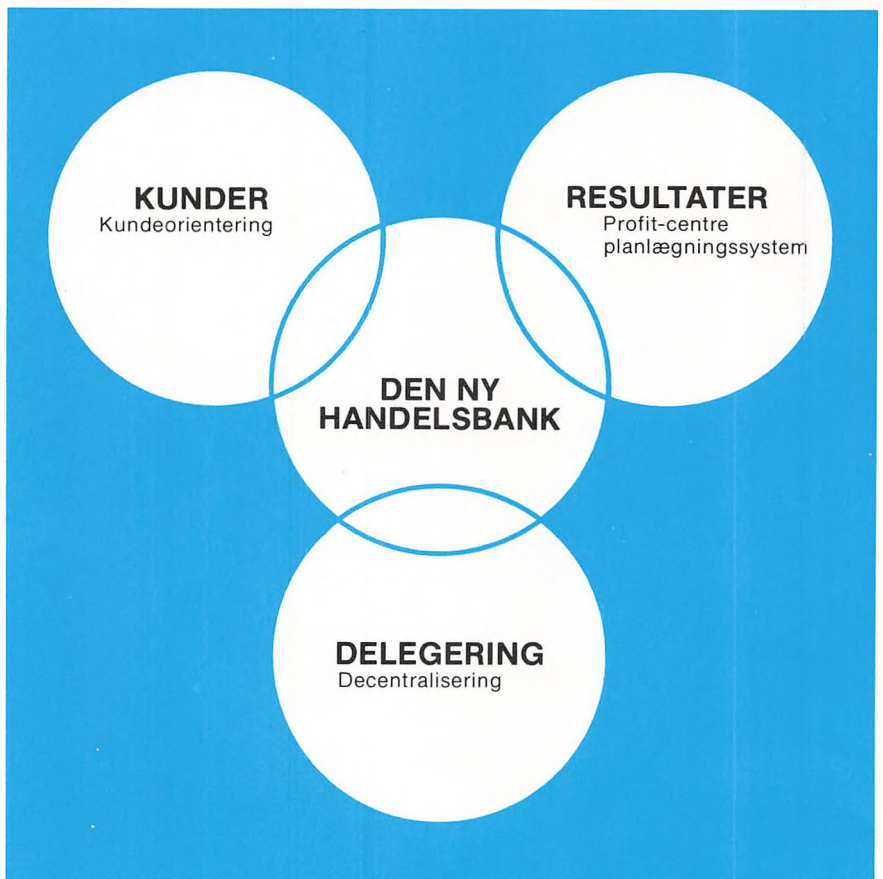 KUNDER
Kundeorientering
RESULTATER
Profit-centre
planlægningssystem
DEN NY
HANDELSBANK
DELEGERING
Decentralisering